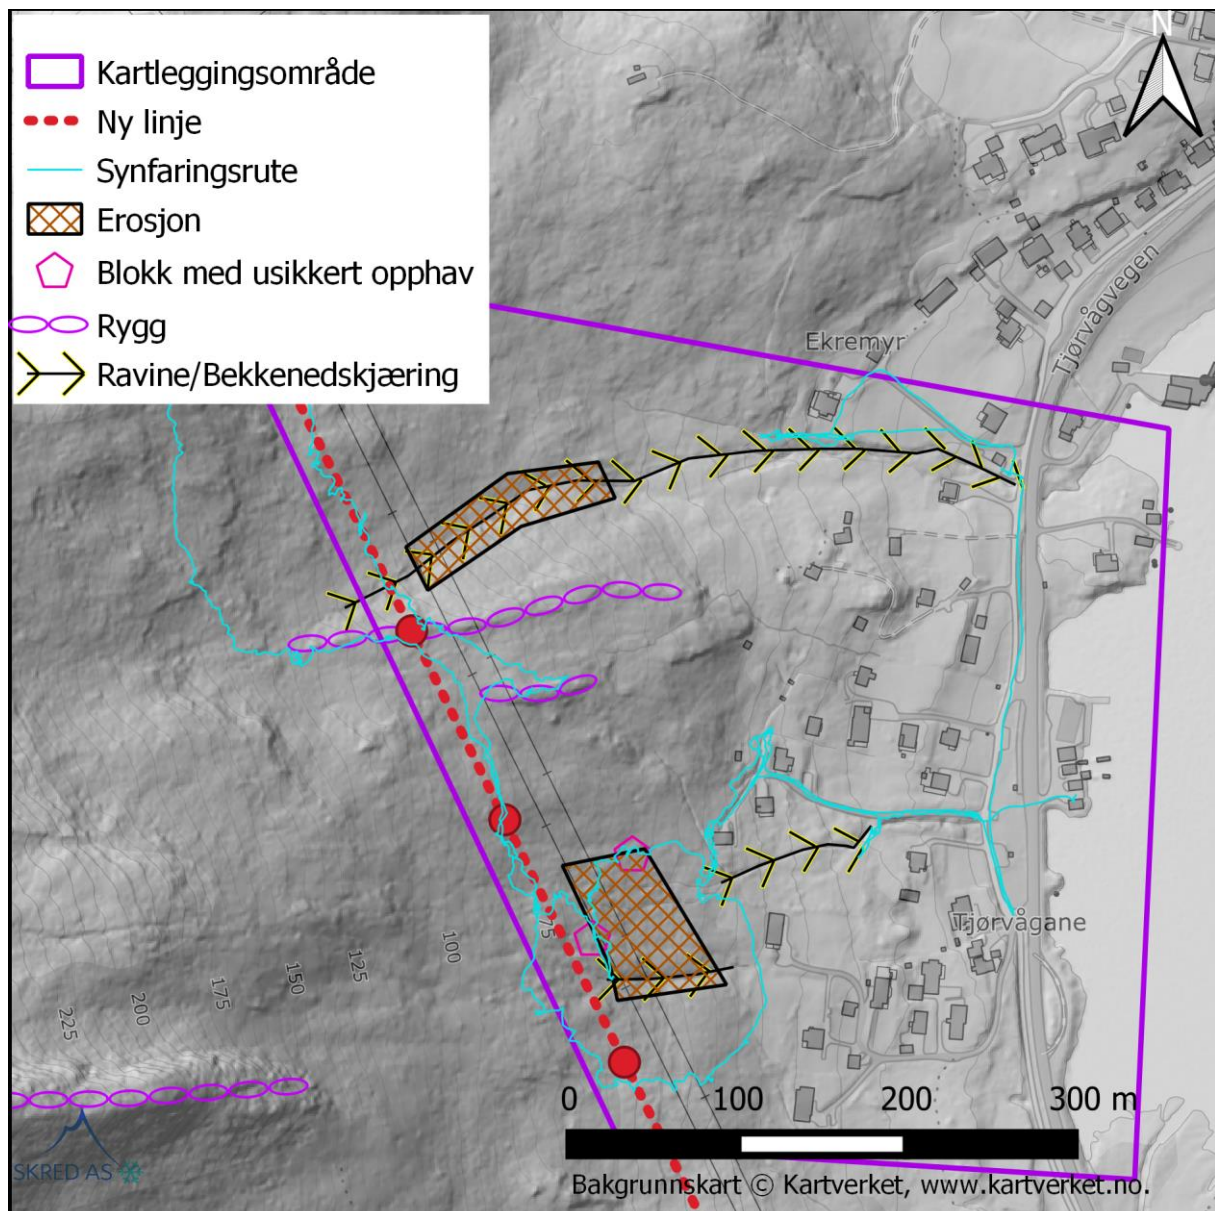 Kartleggingsområde
Ny linje
Synfaringsrute
Erosjon
Blokk med usikkert opphav
Rygg
Ravine/Bekkenedskjæring
N
Tjørvågvegen
Ekremyr
Tjørvågane
75
100
125
150
175
200
225
0 100 200 300 m
SKRED AS
Bakgrunnskart © Kartverket, www.kartverket.no.